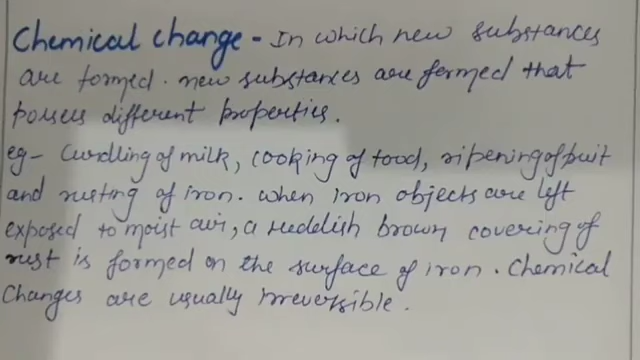 Chemical change - In which new substances
are formed. new substances are formed that
posses different properties.
eg- Curdling of milk, cooking of food, ripening of fruit
and rusting of iron. when iron objects are left
exposed to moist air, a reddish brown covering of
rust is formed on the surface of iron. Chemical
Changes are usually irreversible.